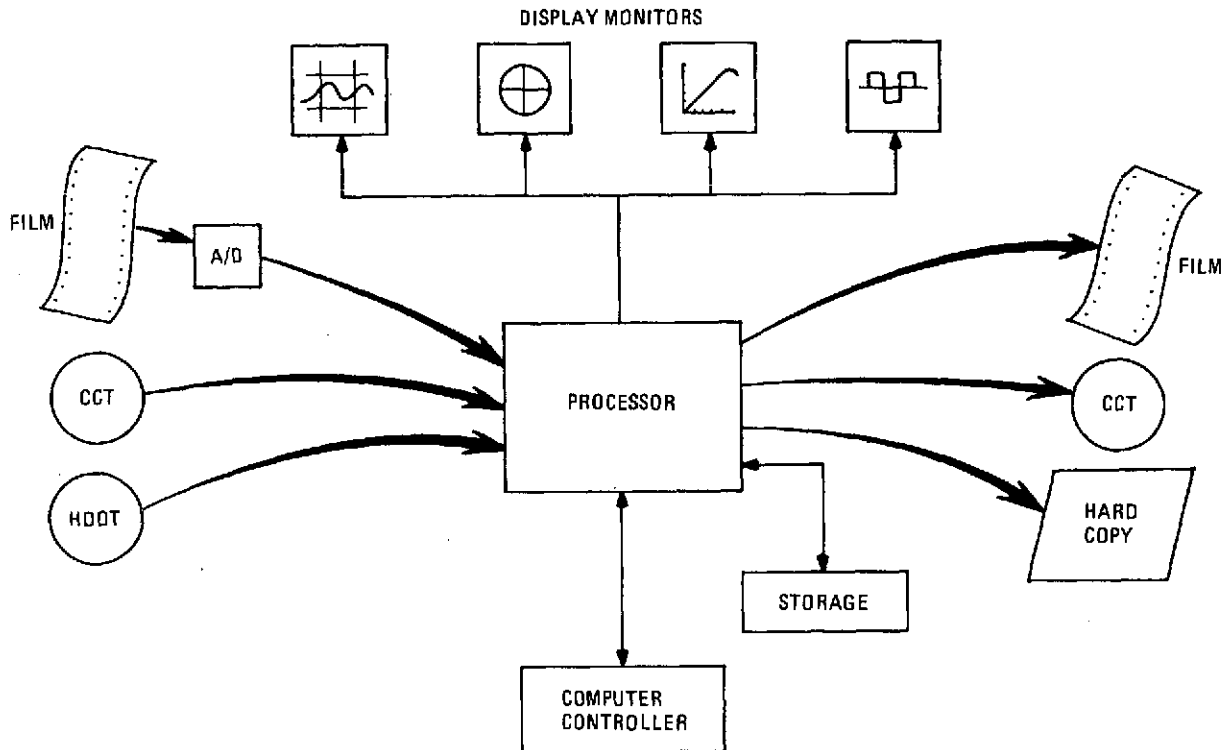 DISPLAY MONITORS
FILM
A/D
FILM
CCT
PROCESSOR
CCT
HDDT
HARD
COPY
STORAGE
COMPUTER
CONTROLLER